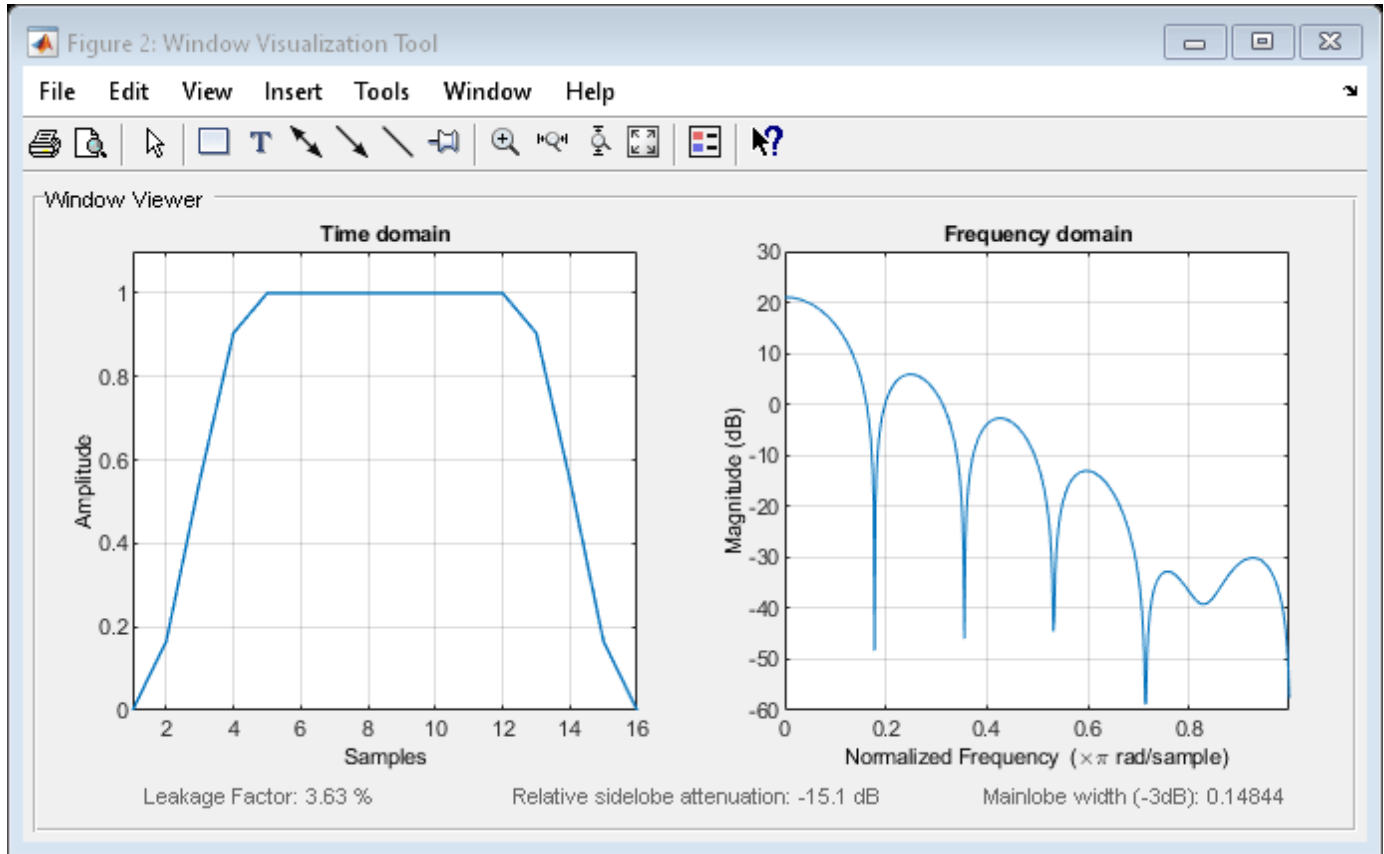 Figure 2: Window Visualization Tool
File Edit View Insert Tools Window Help
T
?
Window Viewer
Time domain
1
0.8
0.6
0.4
0.2
0
Amplitude
2 4 6 8 10 12 14 16
Samples
Frequency domain
30
20
10
0
-10
-20
-30
-40
-50
-60
Magnitude (dB)
0 0.2 0.4 0.6 0.8
Normalized Frequency (×π rad/sample)
Leakage Factor: 3.63 % Relative sidelobe attenuation: -15.1 dB Mainlobe width (-3dB): 0.14844